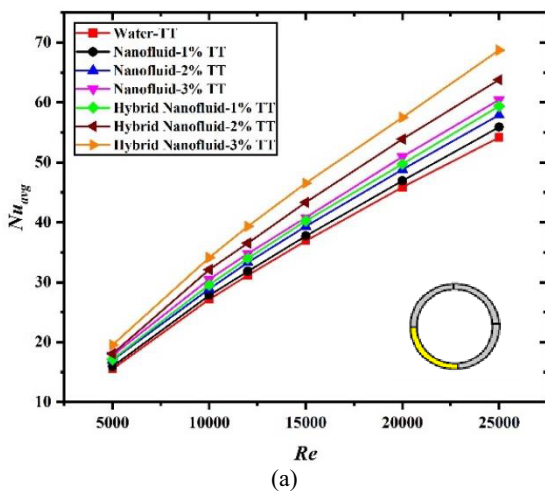 Water-TT
Nanofluid-1% TT
Nanofluid-2% TT
Nanofluid-3% TT
Hybrid Nanofluid-1% TT
Hybrid Nanofluid-2% TT
Hybrid Nanofluid-3% TT
70
60
50
40
30
20
10
Nuavg
5000 10000 15000 20000 25000
Re
(a)